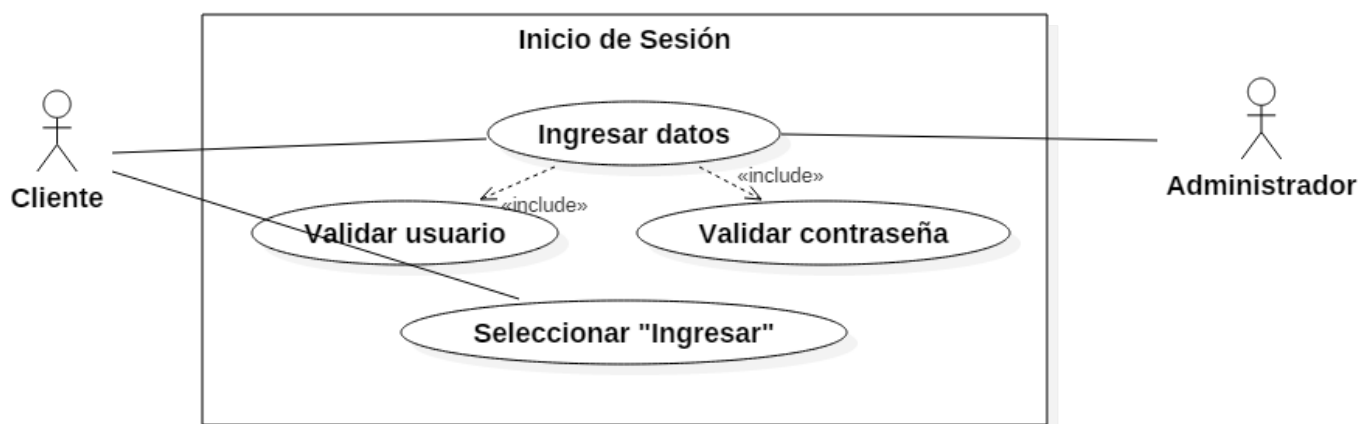 Inicio de Sesión
Ingresar datos
«include»
Cliente
Administrador
«include»
Validar usuario
Validar contraseña
Seleccionar "Ingresar"